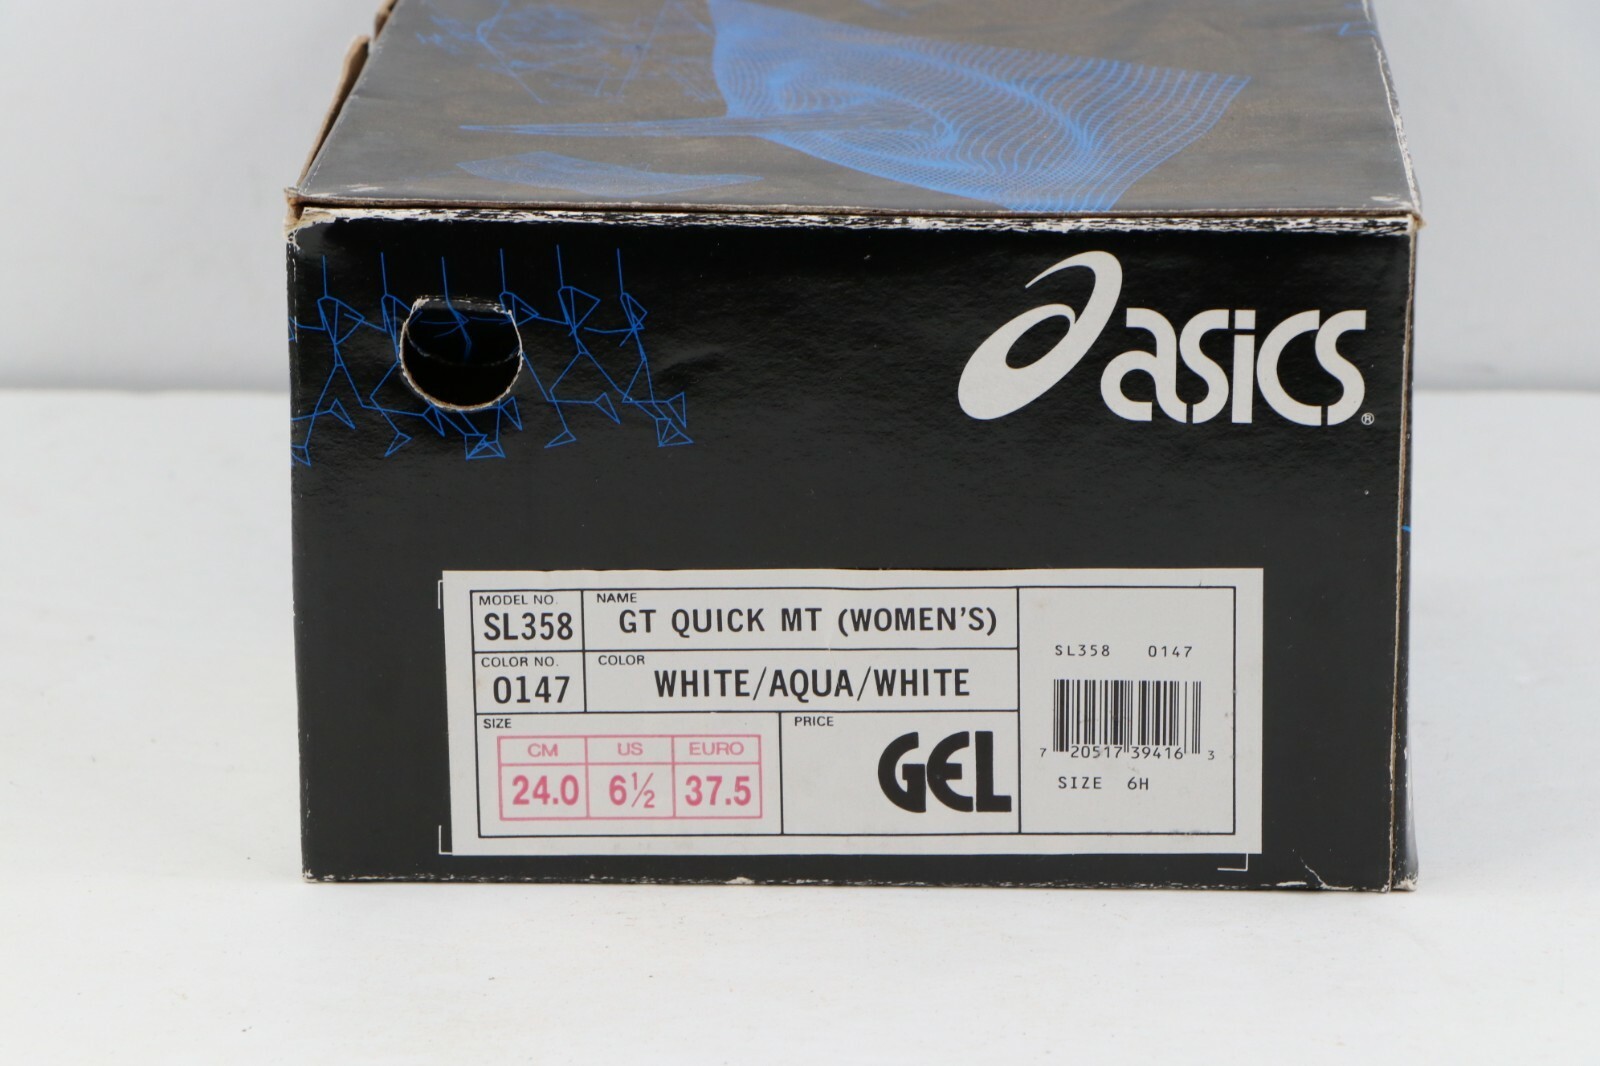 asics®
MODEL NO.
SL358
NAME
GT QUICK MT (WOMEN'S)
COLOR NO.
0147
COLOR
WHITE/AQUA/WHITE
SIZE
CM US EURO
24.0 6½ 37.5
PRICE
GEL
SL358 0147
7 20517 39416 3
SIZE 6H